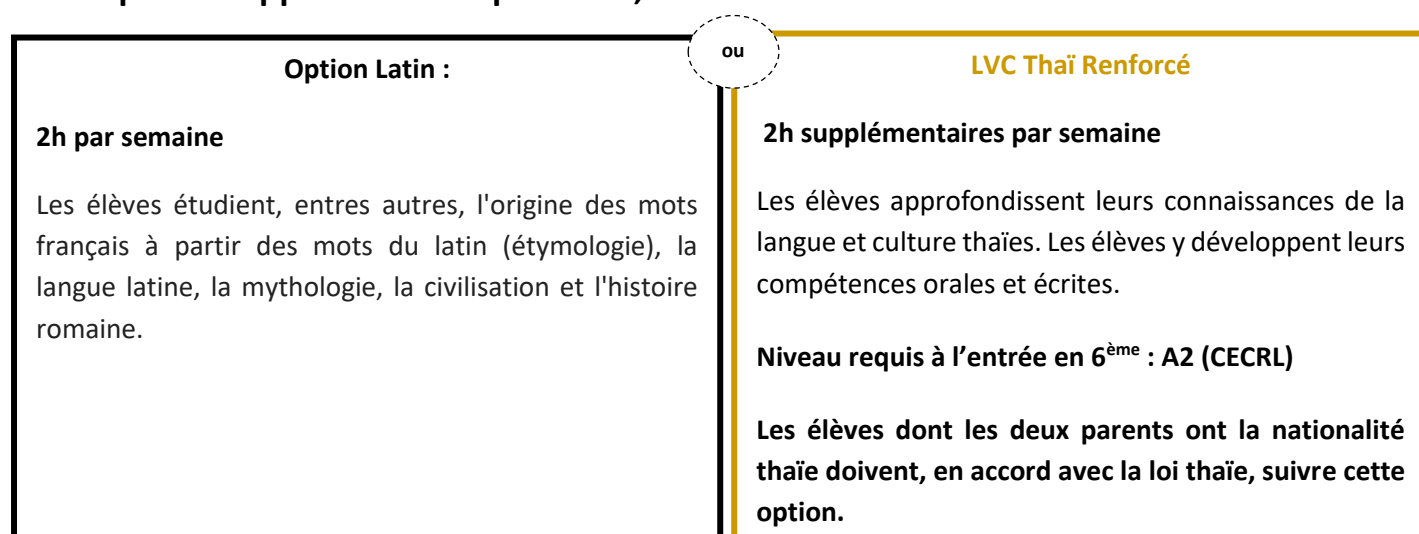 Option Latin :
2h par semaine
Les élèves étudient, entres autres, l'origine des mots
français à partir des mots du latin (étymologie), la
langue latine, la mythologie, la civilisation et l'histoire
romaine.
ou
LVC Thaï Renforcé
2h supplémentaires par semaine
Les élèves approfondissent leurs connaissances de la
langue et culture thaïes. Les élèves y développent leurs
compétences orales et écrites.
Niveau requis à l’entrée en 6ème : A2 (CECRL)
Les élèves dont les deux parents ont la nationalité
thaïe doivent, en accord avec la loi thaïe, suivre cette
option.